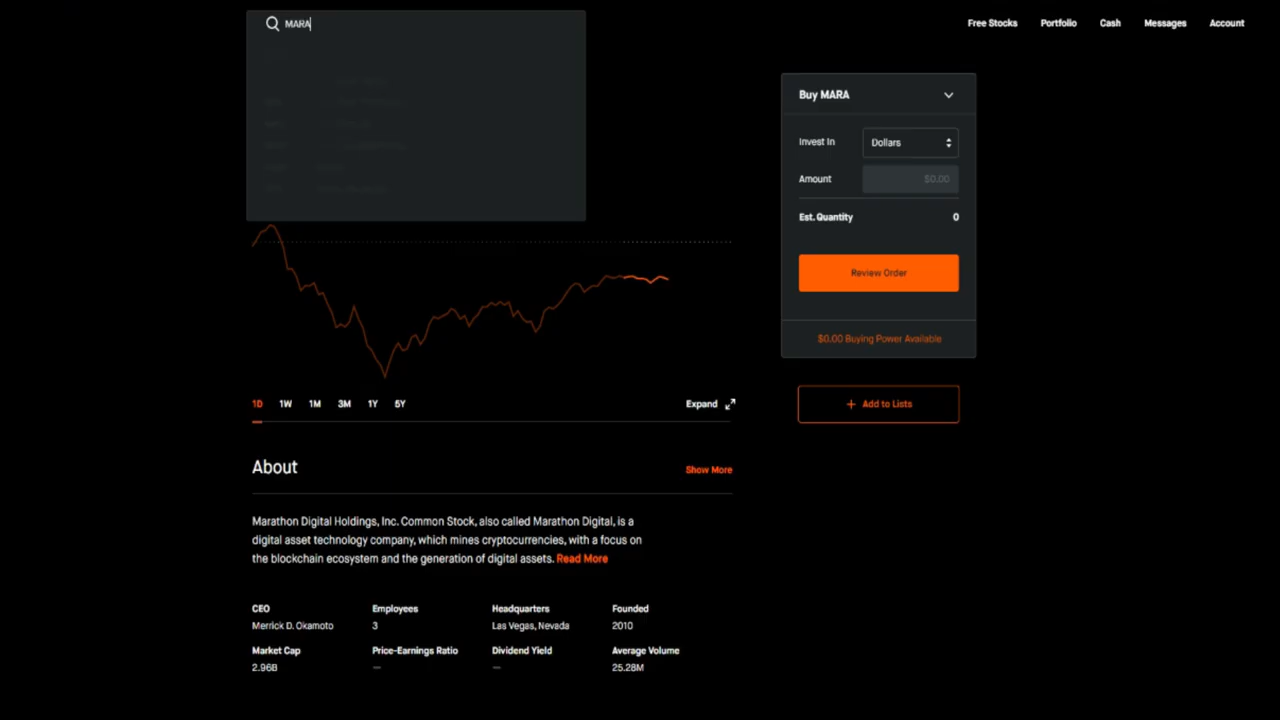 MARA
Free Stocks Portfolio Cash Messages Account
Buy MARA
Invest In Dollars
Amount $0.00
Est. Quantity 0
Review Order
$0.00 Buying Power Available
+ Add to Lists
1D 1W 1M 3M 1Y 5Y Expand
About Show More
Marathon Digital Holdings, Inc. Common Stock, also called Marathon Digital, is a
digital asset technology company, which mines cryptocurrencies, with a focus on
the blockchain ecosystem and the generation of digital assets. Read More
CEO Employees Headquarters Founded
Merrick D. Okamoto 3 Las Vegas, Nevada 2010
Market Cap Price-Earnings Ratio Dividend Yield Average Volume
2.96B — — 25.28M